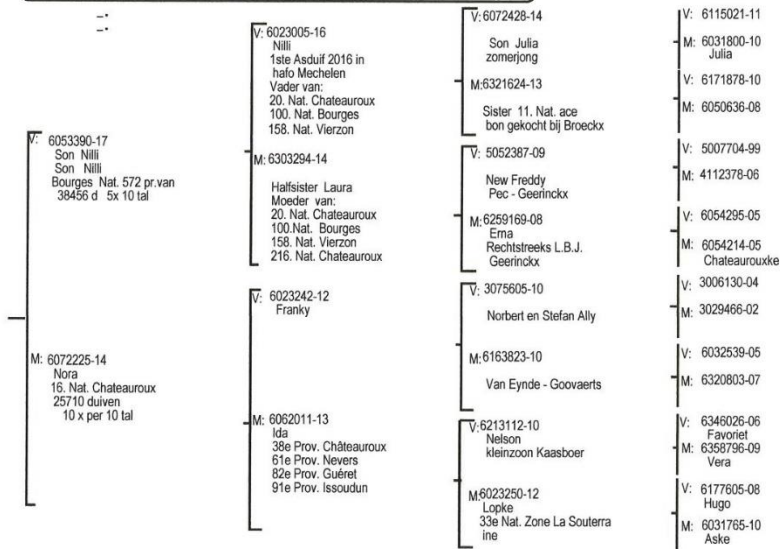 -:
-:
V: 6053390-17
Son Nilli
Son Nilli
Bourges Nat. 572 pr.van
38456 d 5x 10 tal
M: 6072225-14
Nora
16. Nat. Chateauroux
25710 duiven
10 x per 10 tal
V: 6023005-16
Nilli
1ste Asduif 2016 in
hafo Mechelen
Vader van:
20. Nat. Chateauroux
100. Nat. Bourges
158. Nat. Vierzon
M: 6303294-14
Halfsister Laura
Moeder van:
20. Nat. Chateauroux
100.Nat. Bourges
158. Nat. Vierzon
216. Nat. Chateauroux
V: 6023242-12
Franky
M: 6062011-13
Ida
38e Prov. Châteauroux
61e Prov. Nevers
82e Prov. Guéret
91e Prov. Issoudun
V: 6072428-14
Son Julia
zomerjong
M:6321624-13
Sister 11. Nat. ace
bon gekocht bij Broeckx
V: 5052387-09
New Freddy
Pec - Geerinckx
M:6259169-08
Erna
Rechtstreeks L.B.J.
Geerinckx
V: 3075605-10
Norbert en Stefan Ally
M:6163823-10
Van Eynde - Goovaerts
V:6213112-10
Nelson
kleinzoon Kaasboer
M:6023250-12
Lopke
33e Nat. Zone La Souterra
ine
V: 6115021-11
M: 6031800-10
Julia
V: 6171878-10
M: 6050636-08
V: 5007704-99
M: 4112378-06
V: 6054295-05
M: 6054214-05
Chateaurouxke
V: 3006130-04
M: 3029466-02
V: 6032539-05
M: 6320803-07
V: 6346026-06
Favoriet
M: 6358796-09
Vera
V: 6177605-08
Hugo
M: 6031765-10
Aske